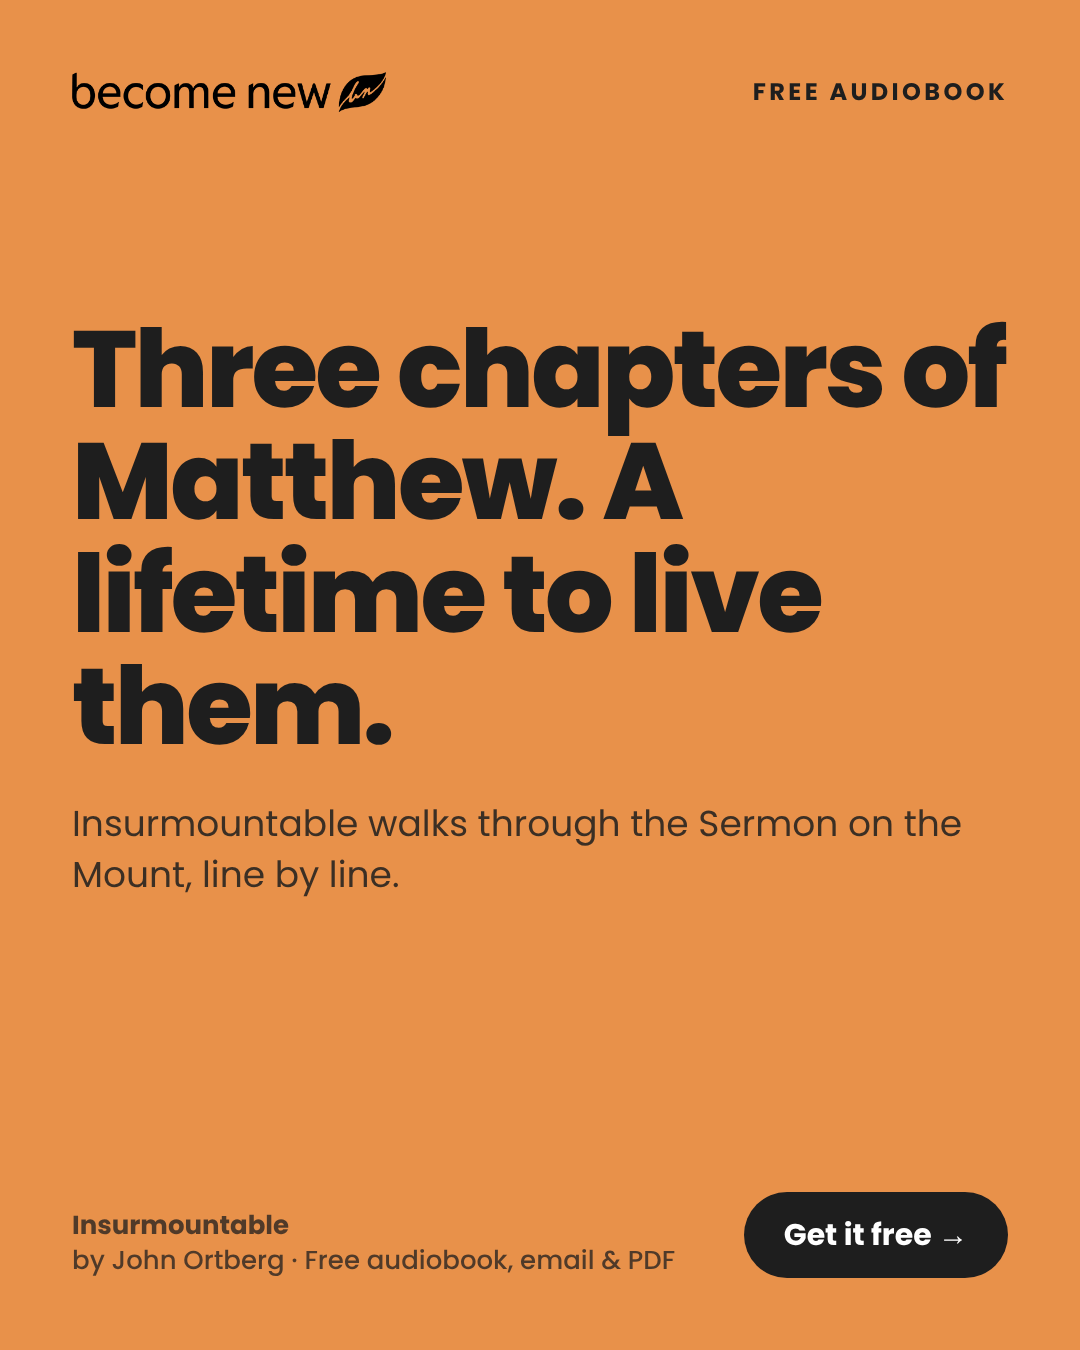 become new bn
FREE AUDIOBOOK
Three chapters of
Matthew. A
lifetime to live
them.
Insurmountable walks through the Sermon on the
Mount, line by line.
Insurmountable
by John Ortberg · Free audiobook, email & PDF
Get it free →